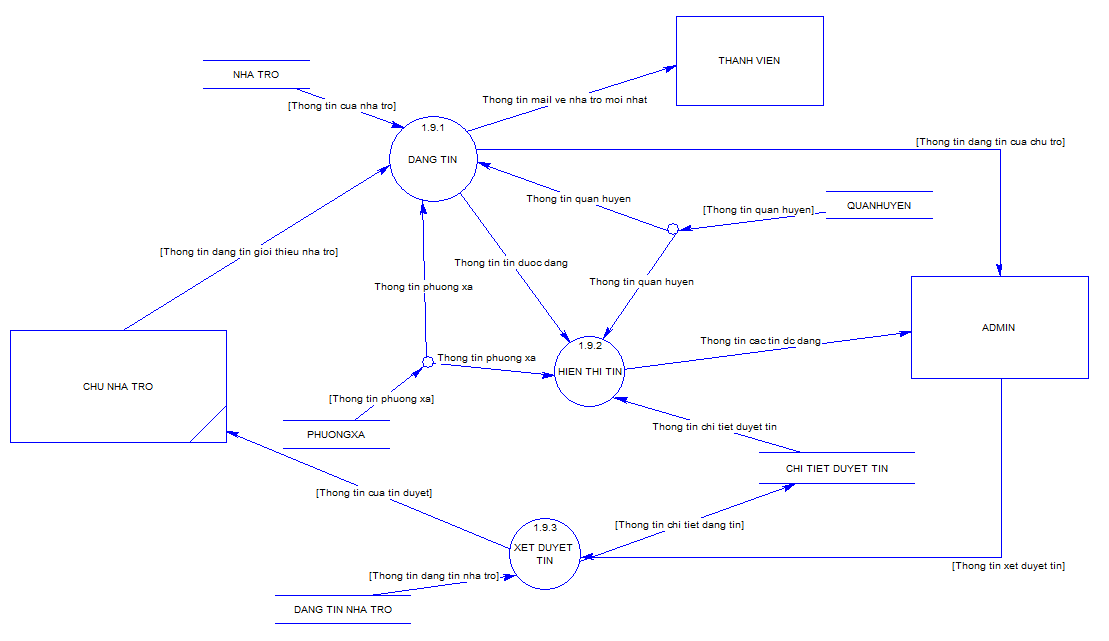 THANH VIEN
NHA TRO
Thong tin mail ve nha tro moi nhat
[Thong tin cua nha tro]
1.9.1
DANG TIN
[Thong tin dang tin cua chu tro]
Thong tin quan huyen
[Thong tin quan huyen]
QUANHUYEN
[Thong tin dang tin gioi thieu nha tro]
Thong tin tin duoc dang
Thong tin phuong xa
Thong tin quan huyen
ADMIN
1.9.2
HIEN THI TIN
Thong tin cac tin dc dang
Thong tin phuong xa
CHU NHA TRO
[Thong tin phuong xa]
PHUONGXA
Thong tin chi tiet duyet tin
CHI TIET DUYET TIN
[Thong tin cua tin duyet]
[Thong tin chi tiet dang tin]
1.9.3
XET DUYET
TIN
[Thong tin xet duyet tin]
[Thong tin dang tin nha tro]
DANG TIN NHA TRO